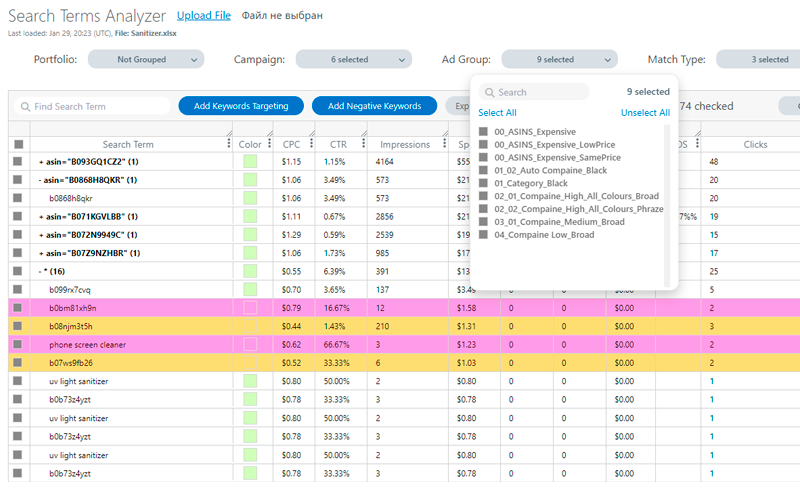 Search Terms Analyzer Upload File Файл не выбран
Last loaded: Jan 29, 20:23 (UTC), File: Sanitizer.xlsx
Portfolio: Not Grouped Campaign: 6 selected Ad Group: 9 selected Match Type: 3 selected
Find Search Term Add Keywords Targeting Add Negative Keywords Exp 74 checked
Search 9 selected
Select All Unselect All
00_ASINS_Expensive
00_ASINS_Expensive_LowPrice
00_ASINS_Expensive_SamePrice
01_02_Auto Compaine_Black
01_Category_Black
02_01_Compaine_High_All_Colours_Broad
02_02_Compaine_High_All_Colours_Phraze
03_01_Compaine_Medium_Broad
04_Compaine Low_Broad
Search Term Color CPC CTR Impressions Spe OS Clicks
+ asin="B093GQ1CZ2" (1) $1.15 1.15% 4164 $55 48
- asin="B0868H8QKR" (1) $1.06 3.49% 573 $21 20
b0868h8qkr $1.06 3.49% 573 $21 20
+ asin="B071KGVLBB" (1) $1.11 0.67% 2856 $21 7%% 19
+ asin="B072N9949C" (1) $1.29 0.59% 2539 $19 15
+ asin="B07Z9NZHBR" (1) $1.06 1.73% 985 $17 17
- * (16) $0.55 6.39% 391 $13 25
b099rx7cvq $0.70 3.65% 137 $3.49 5
b0bm81xh9n $0.79 16.67% 12 $1.58 0 0 $0.00 2
b08njm3t5h $0.44 1.43% 210 $1.31 0 0 $0.00 3
phone screen cleaner $0.62 66.67% 3 $1.23 0 0 $0.00 2
b07ws9fb26 $0.52 33.33% 6 $1.03 0 0 $0.00 2
uv light sanitizer $0.80 50.00% 2 $0.80 0 0 $0.00 1
b0b73z4yzt $0.78 33.33% 3 $0.78 0 0 $0.00 1
uv light sanitizer $0.80 50.00% 2 $0.80 0 0 $0.00 1
b0b73z4yzt $0.78 33.33% 3 $0.78 0 0 $0.00 1
uv light sanitizer $0.80 50.00% 2 $0.80 0 0 $0.00 1
b0b73z4yzt $0.78 33.33% 3 $0.78 0 0 $0.00 1